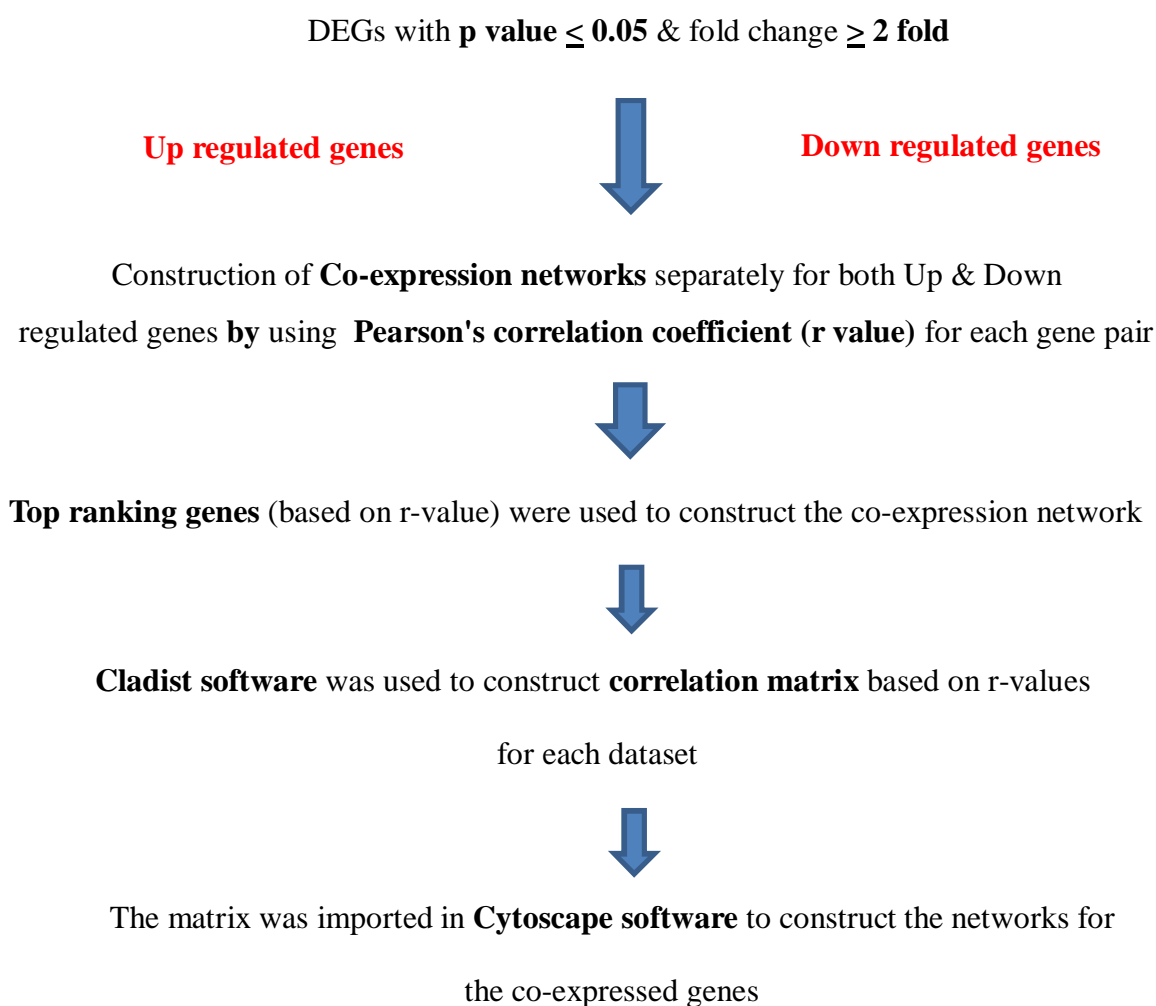 DEGs with p value ≤ 0.05 & fold change ≥ 2 fold
Up regulated genes
Down regulated genes
Construction of Co-expression networks separately for both Up & Down
regulated genes by using Pearson's correlation coefficient (r value) for each gene pair
Top ranking genes (based on r-value) were used to construct the co-expression network
Cladist software was used to construct correlation matrix based on r-values
for each dataset
The matrix was imported in Cytoscape software to construct the networks for
the co-expressed genes